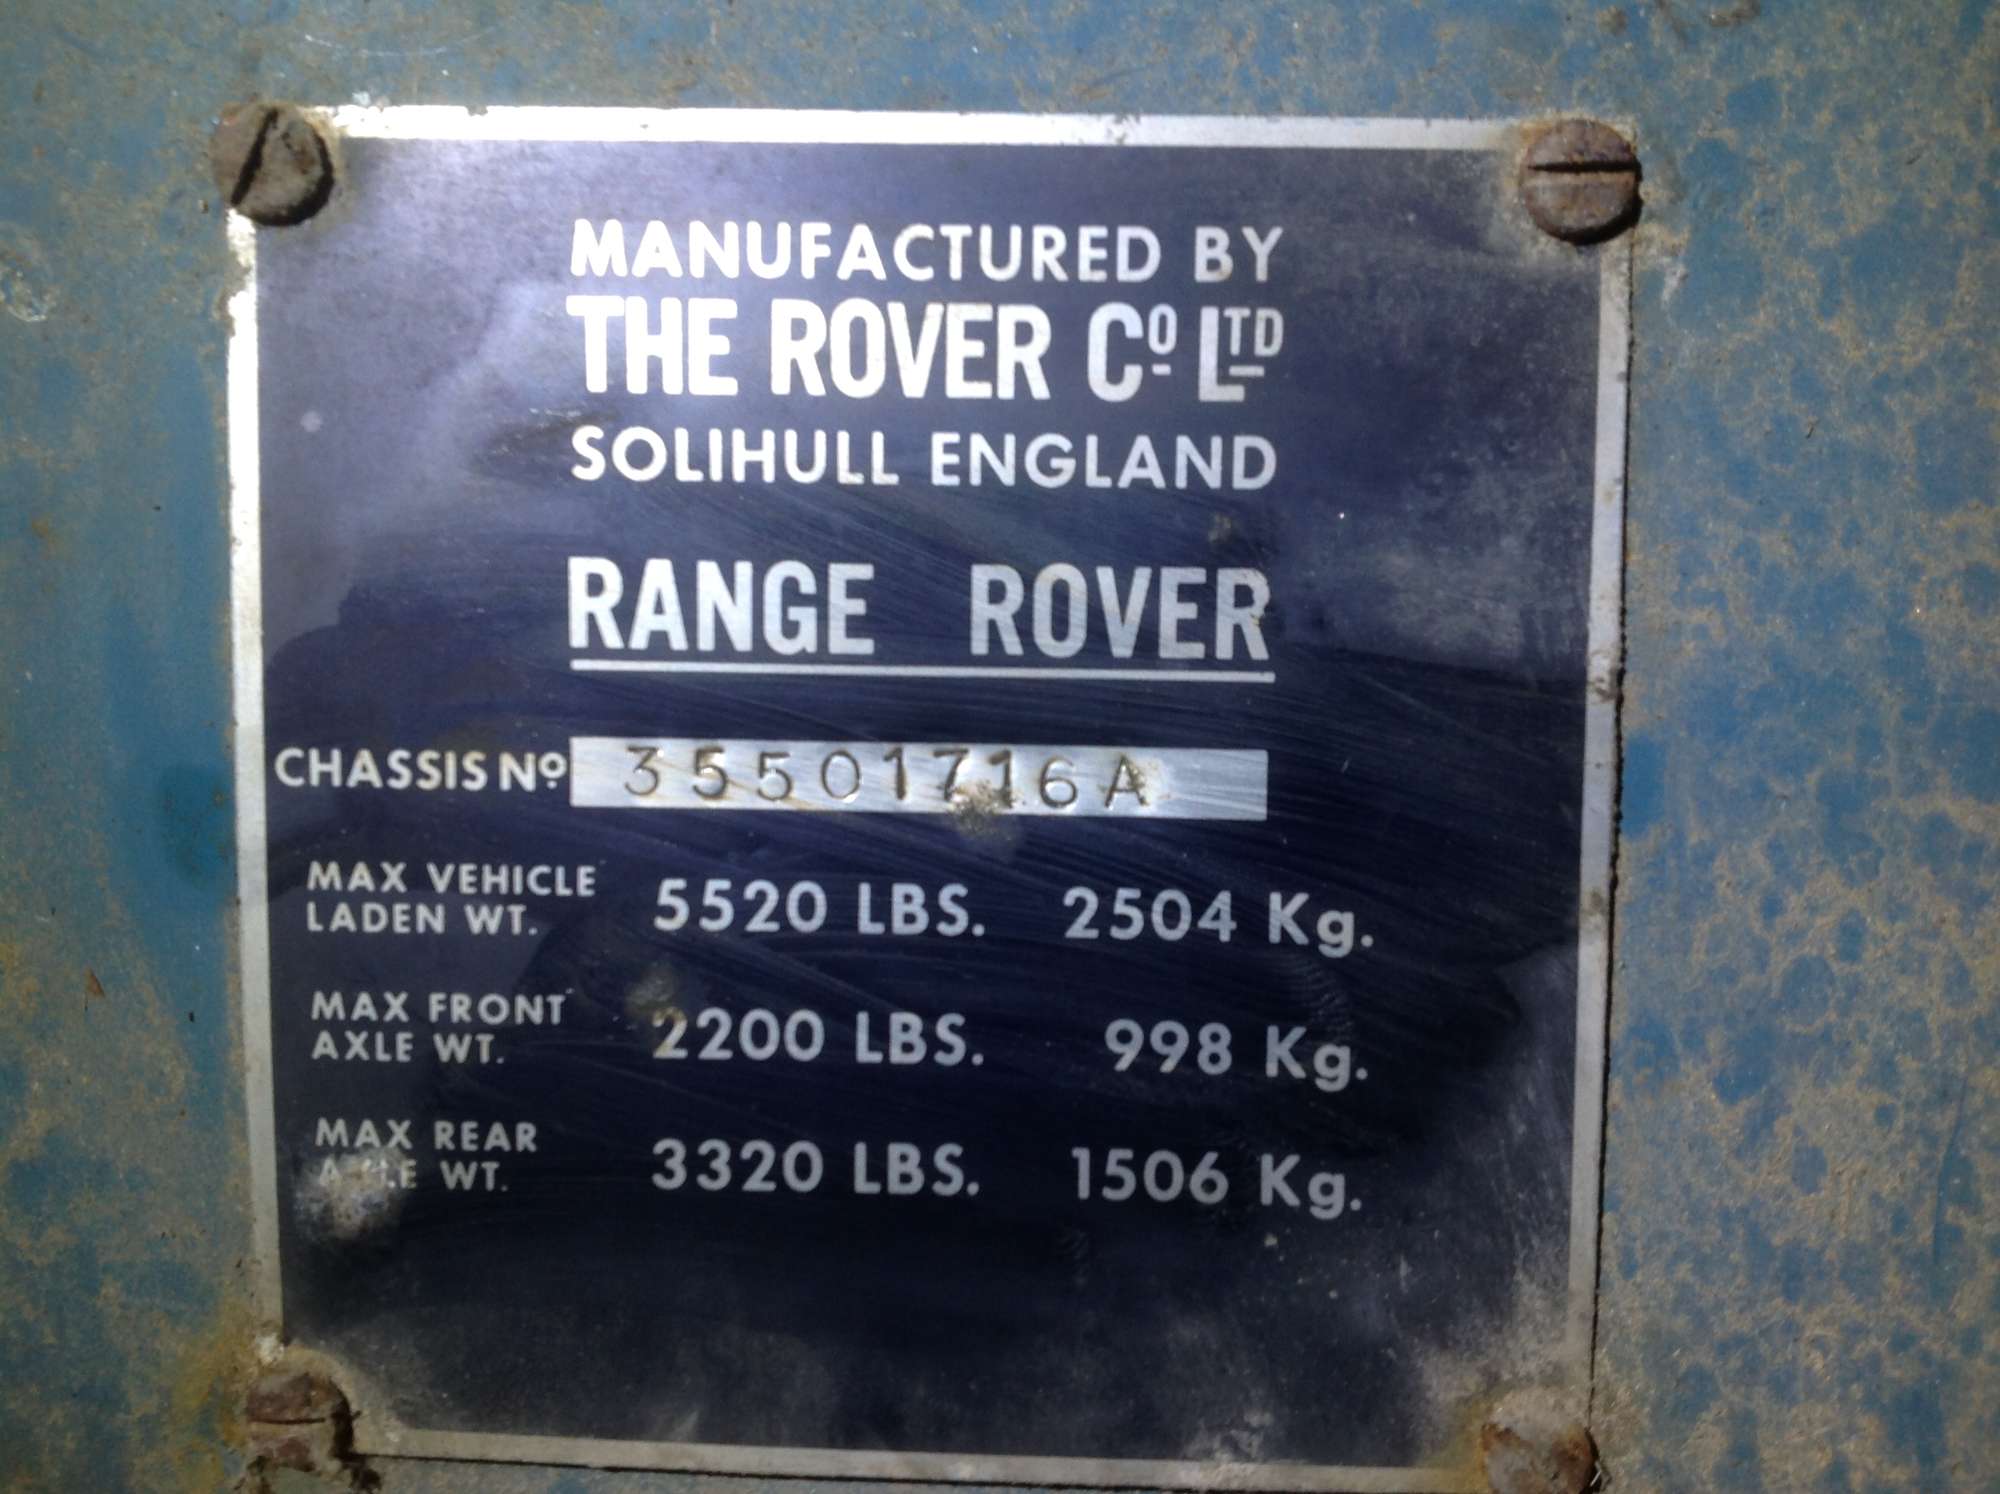 MANUFACTURED BY
THE ROVER Cº LTD
SOLIHULL ENGLAND
RANGE ROVER
CHASSIS Nº 35501716A
MAX VEHICLE
LADEN WT. 5520 LBS. 2504 Kg.
MAX FRONT
AXLE WT. 2200 LBS. 998 Kg.
MAX REAR
AXLE WT. 3320 LBS. 1506 Kg.